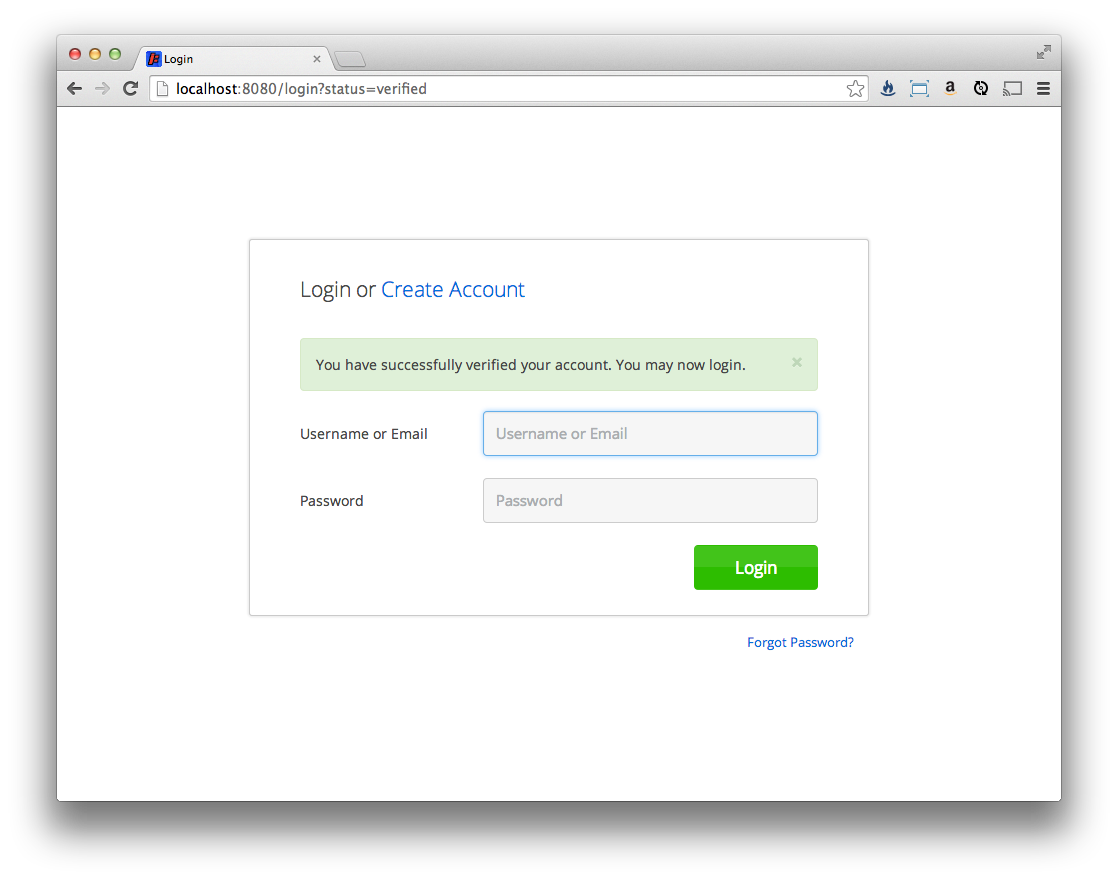 Login
localhost:8080/login?status=verified
Login or Create Account
You have successfully verified your account. You may now login.
Username or Email
Username or Email
Password
Password
Login
Forgot Password?